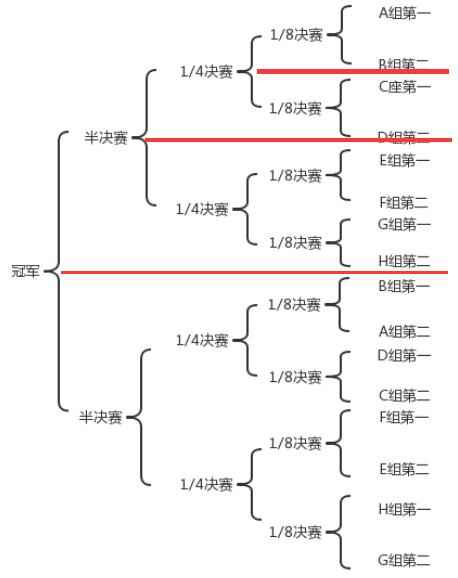 A组第一
1/8决赛
B组第二
1/4决赛
C座第一
1/8决赛
D组第二
半决赛
E组第一
1/8决赛
F组第二
1/4决赛
G组第一
1/8决赛
H组第二
冠军
B组第一
1/8决赛
A组第二
1/4决赛
D组第一
1/8决赛
C组第二
半决赛
F组第一
1/8决赛
E组第二
1/4决赛
H组第一
1/8决赛
G组第二